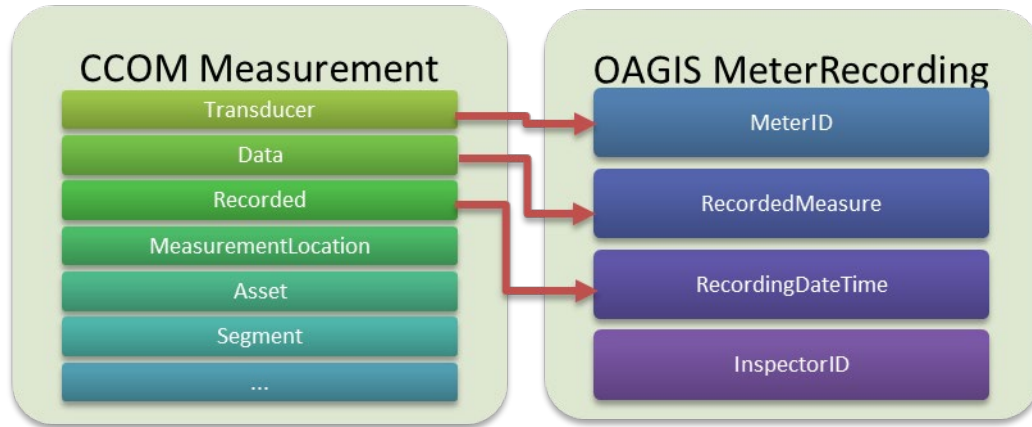 CCOM Measurement
Transducer
Data
Recorded
MeasurementLocation
Asset
Segment
...
OAGIS MeterRecording
MeterID
RecordedMeasure
RecordingDateTime
InspectorID